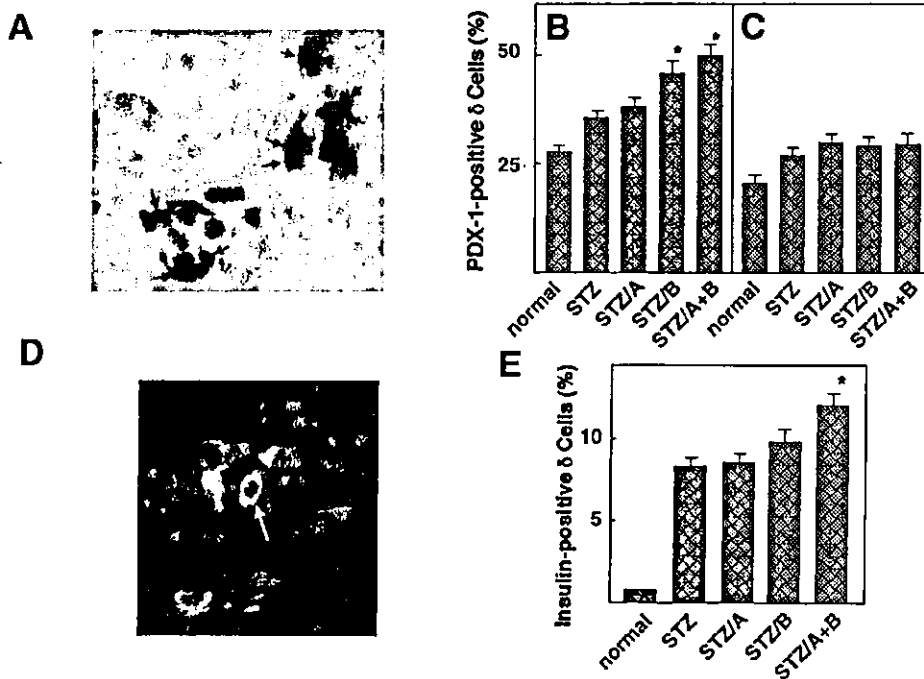 A
B
C
PDX-1-positive δ Cells (%)
50
25
*
*
normal
STZ
STZ/A
STZ/B
STZ/A+B
normal
STZ
STZ/A
STZ/B
STZ/A+B
D
E
Insulin-positive δ Cells (%)
10
5
*
normal
STZ
STZ/A
STZ/B
STZ/A+B